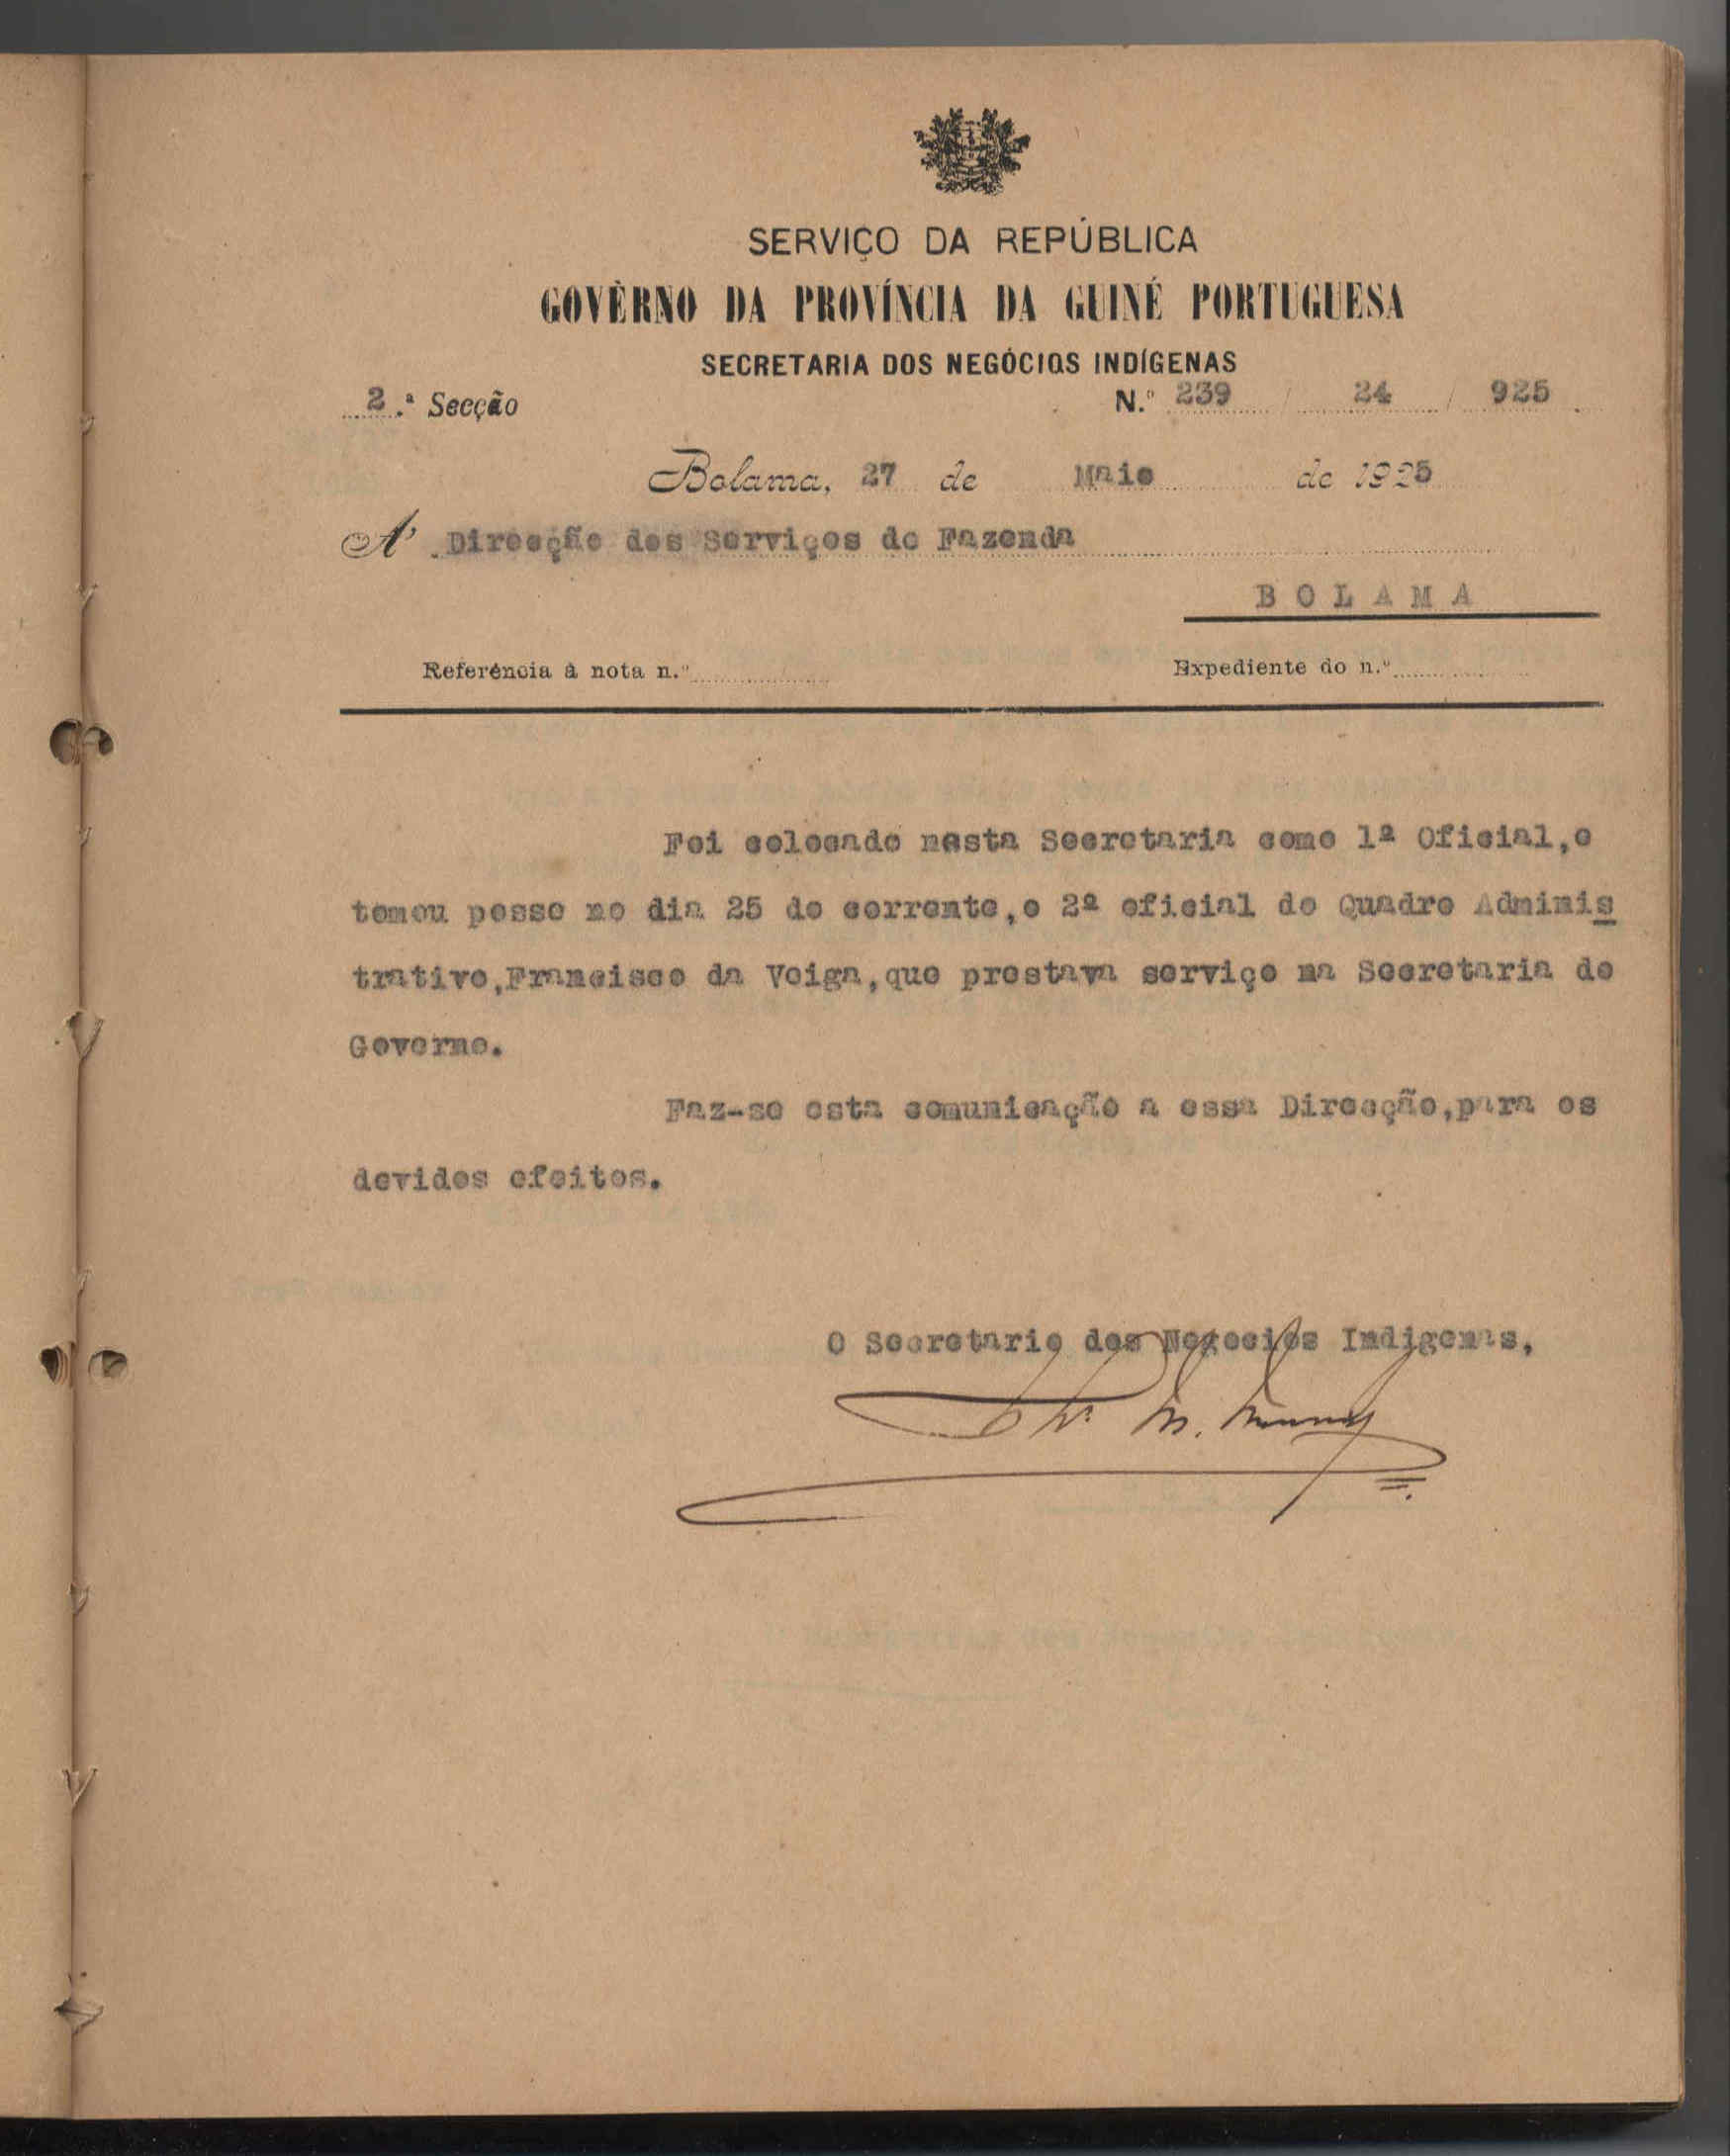 SERVIÇO DA REPÚBLICA
GOVÊRNO DA PROVÍNCIA DA GUINÉ PORTUGUESA
SECRETARIA DOS NEGÓCIOS INDÍGENAS
2.ª Secção N.º 239 / 24 / 925
Bolama, 27 de Maio de 1925
A' Direcção dos Serviços de Fazenda
BOLAMA
Referéncia à nota n.º
Expediente do n.º
Foi colocado nesta Secretaria como 1º Oficial, e
tomou posse no dia 25 do corrente, o 2º oficial do Quadro Adminis
trativo, Francisco da Veiga, que prestava serviço na Secretaria do
Governo.
Faz-se esta comunicação a essa Direcção, para os
devidos efeitos.
O Secretario dos Negocios Indigenas,